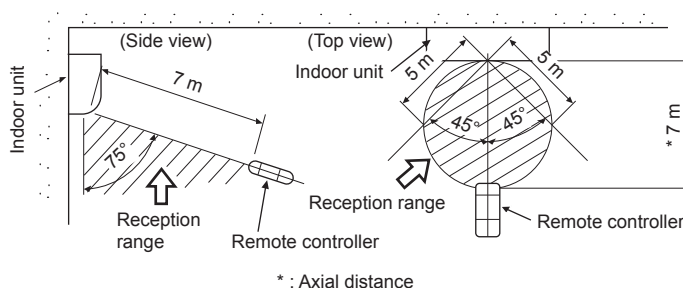 (Side view)
(Top view)
Indoor unit
7 m
75°
Reception
range
Remote controller
Indoor unit
5 m
5 m
45°
45°
* 7 m
Reception range
Remote controller
* : Axial distance